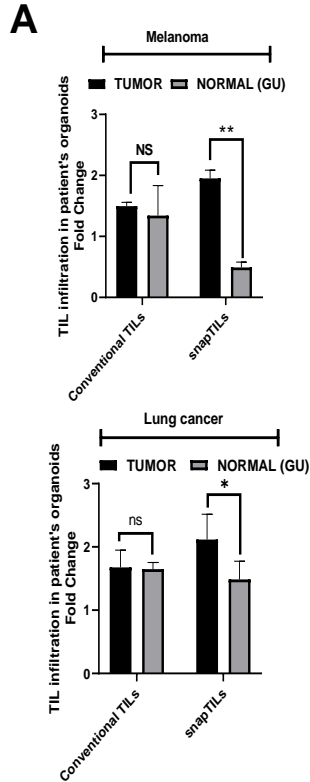 A
Melanoma
TUMOR NORMAL (GU)
TIL infiltration in patient's organoids
Fold Change
3
2
1
0
NS
**
Conventional TILs
snapTILs
Lung cancer
TUMOR NORMAL (GU)
TIL infiltration in patient's organoids
Fold Change
3
2
1
0
ns
*
Conventional TILs
snapTILs